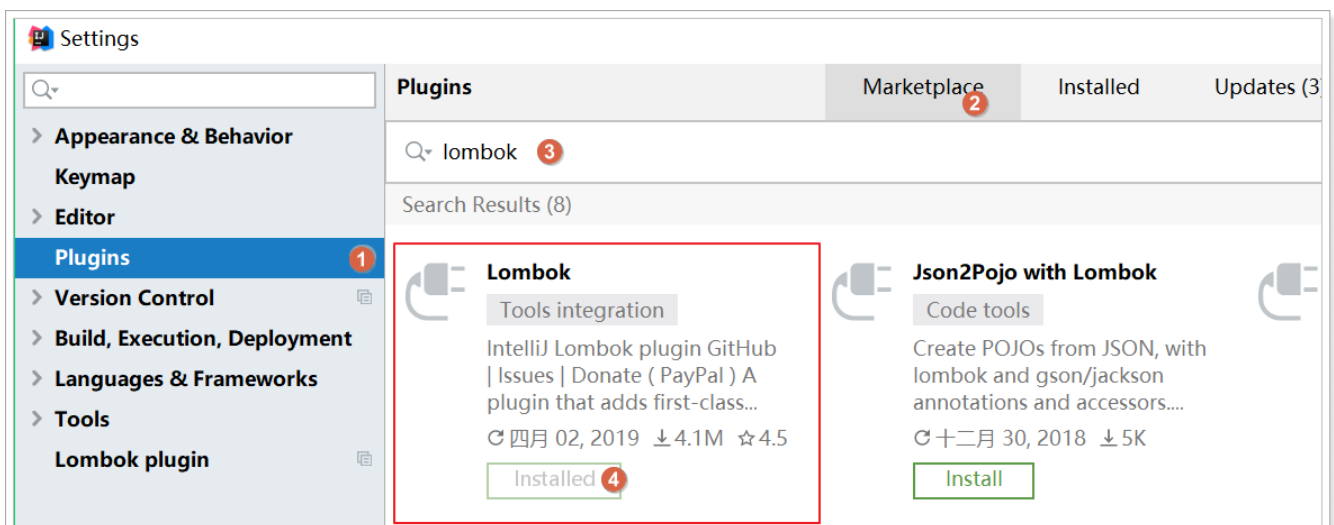 Settings
Plugins
Marketplace
2
Installed
Updates (3)
Appearance & Behavior
Keymap
Editor
Plugins 1
Version Control
Build, Execution, Deployment
Languages & Frameworks
Tools
Lombok plugin
lombok 3
Search Results (8)
Lombok
Tools integration
IntelliJ Lombok plugin GitHub
| Issues | Donate ( PayPal ) A
plugin that adds first-class...
四月 02, 2019 4.1M 4.5
Installed 4
Json2Pojo with Lombok
Code tools
Create POJOs from JSON, with
lombok and gson/jackson
annotations and accessors....
十二月 30, 2018 5K
Install